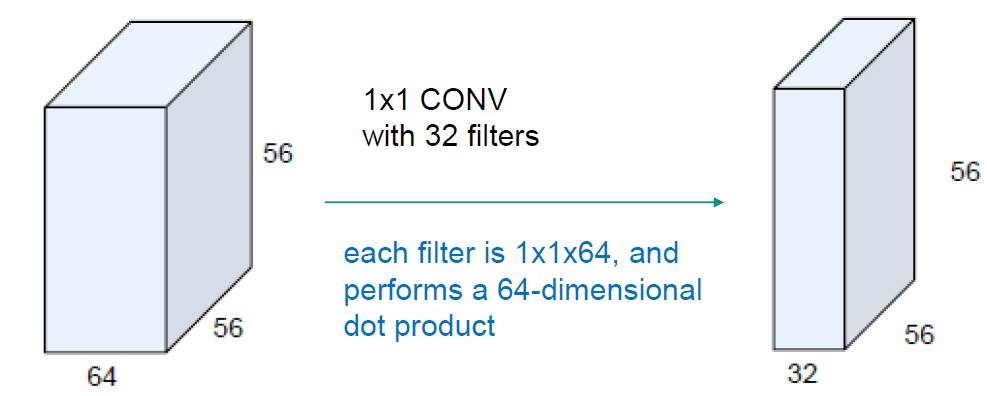 56
56
64
1x1 CONV
with 32 filters
each filter is 1x1x64, and
performs a 64-dimensional
dot product
56
56
32